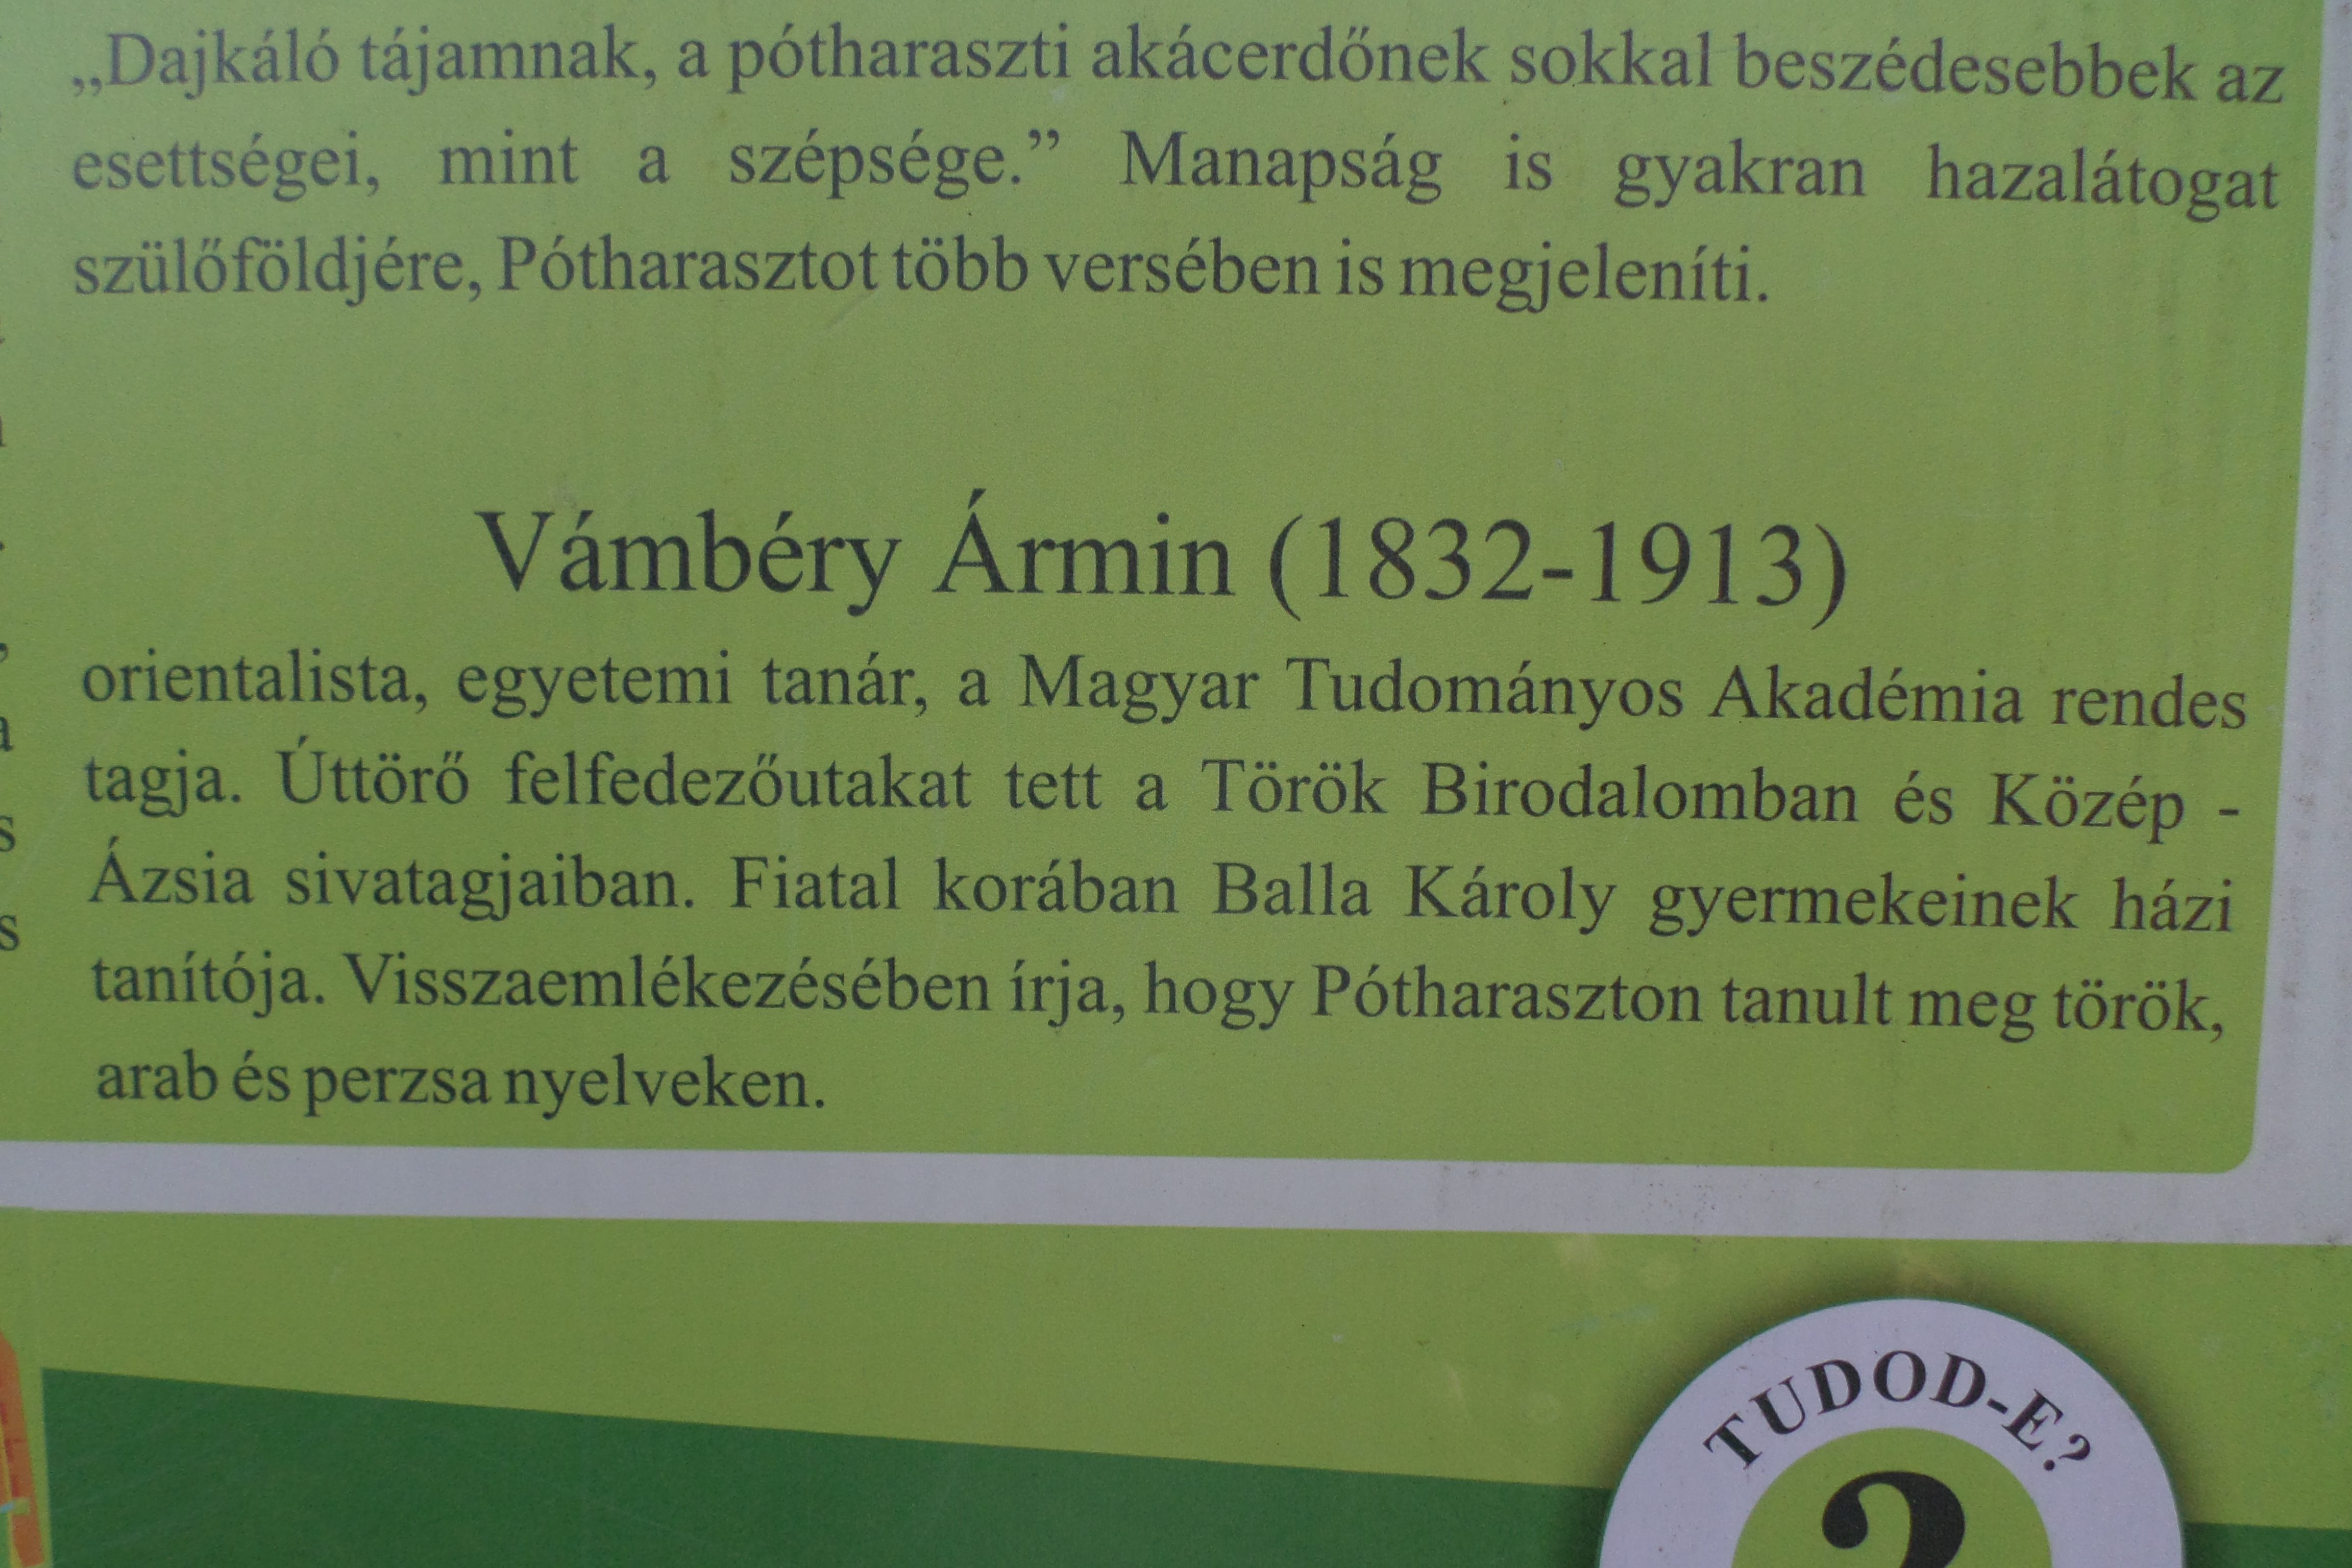 „Dajkáló tájamnak, a pótharaszti akácerdőnek sokkal beszédesebbek az
esettségei, mint a szépsége.” Manapság is gyakran hazalátogat
szülőföldjére, Pótharasztot több versében is megjeleníti.
Vámbéry Ármin (1832-1913)
orientalista, egyetemi tanár, a Magyar Tudományos Akadémia rendes
tagja. Úttörő felfedezőutakat tett a Török Birodalomban és Közép -
Ázsia sivatagjaiban. Fiatal korában Balla Károly gyermekeinek házi
tanítója. Visszaemlékezésében írja, hogy Pótharaszton tanult meg török,
arab és perzsa nyelveken.
TUDOD-E?
?